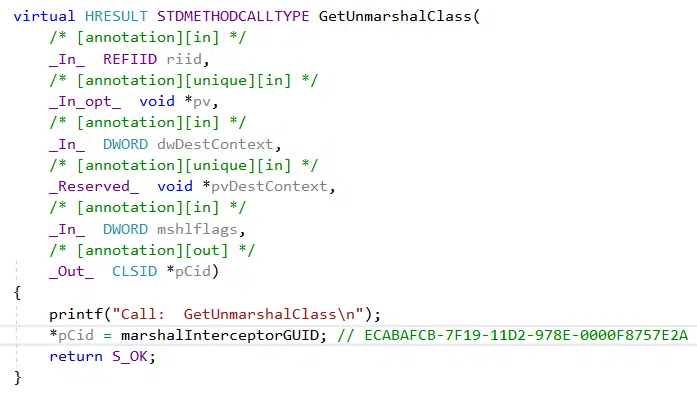 virtual HRESULT STDMETHODCALLTYPE GetUnmarshalClass(
    /* [annotation][in] */
    _In_  REFIID riid,
    /* [annotation][unique][in] */
    _In_opt_  void *pv,
    /* [annotation][in] */
    _In_  DWORD dwDestContext,
    /* [annotation][unique][in] */
    _Reserved_  void *pvDestContext,
    /* [annotation][in] */
    _In_  DWORD mshlflags,
    /* [annotation][out] */
    _Out_  CLSID *pCid)
{
    printf("Call:  GetUnmarshalClass\n");
    *pCid = marshalInterceptorGUID; // ECABAFCB-7F19-11D2-978E-0000F8757E2A
    return S_OK;
}